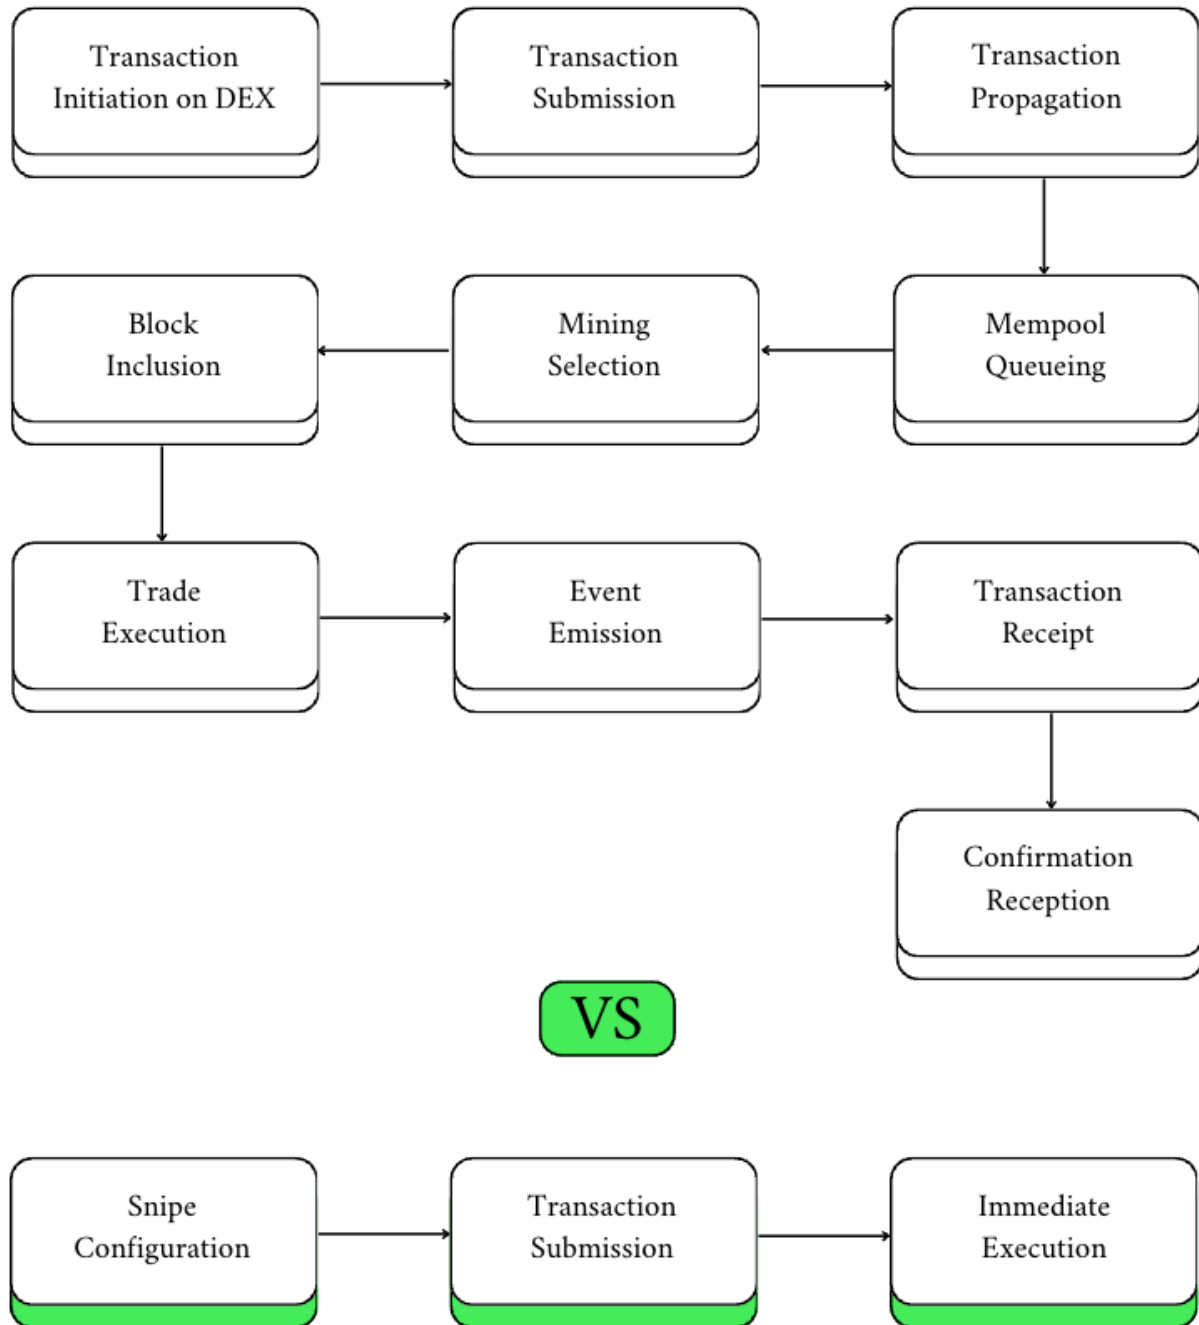 Transaction
Initiation on DEX
Transaction
Submission
Transaction
Propagation
Block
Inclusion
Mining
Selection
Mempool
Queueing
Trade
Execution
Event
Emission
Transaction
Receipt
Confirmation
Reception
VS
Snipe
Configuration
Transaction
Submission
Immediate
Execution